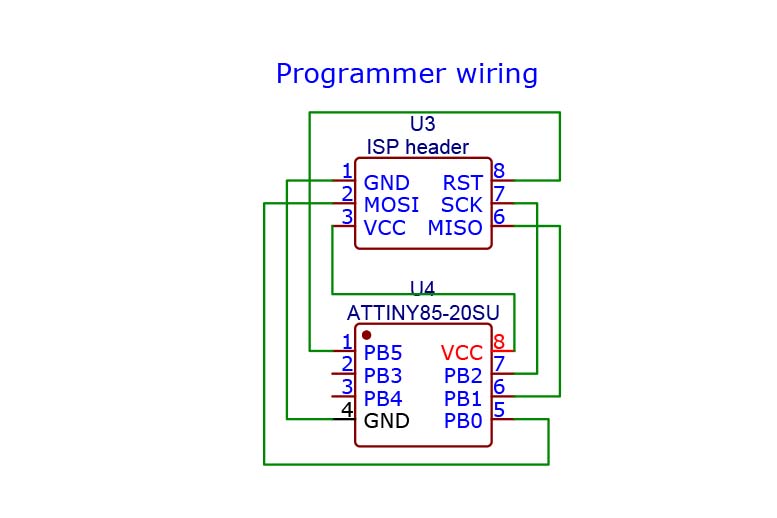 Programmer wiring
U3
ISP header
1 GND RST 8
2 MOSI SCK 7
3 VCC MISO 6
U4
ATTINY85-20SU
1 PB5 VCC 8
2 PB3 PB2 7
3 PB4 PB1 6
4 GND PB0 5